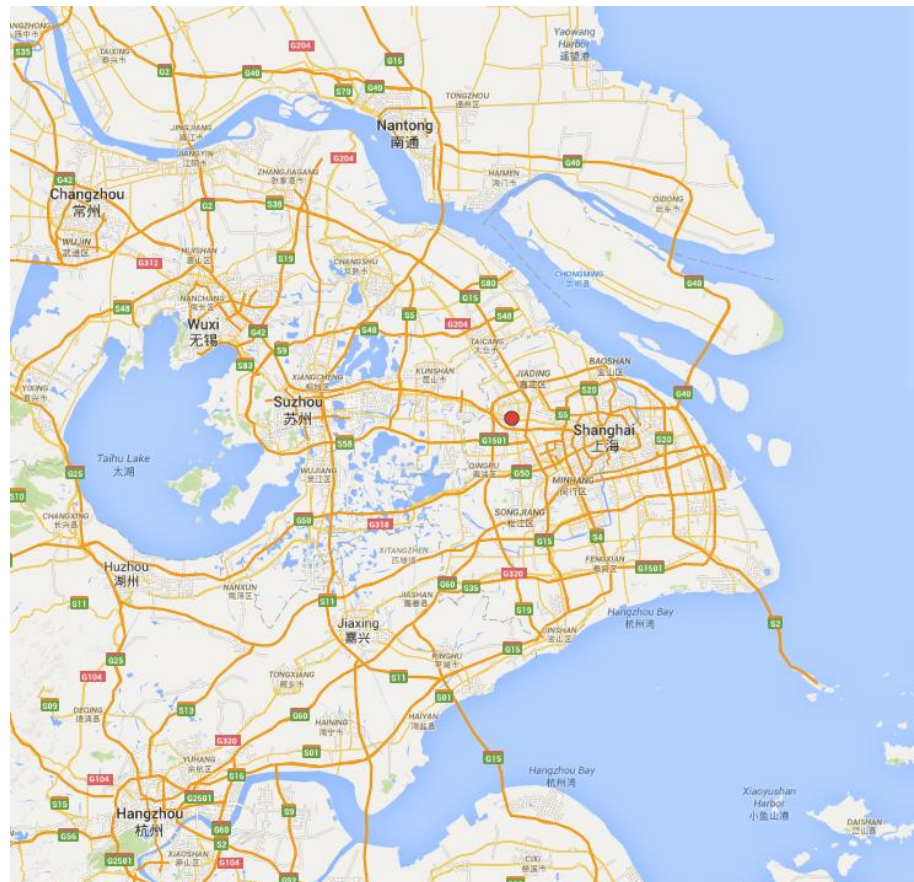 ANGZHONG
扬中市
S35
TAIXING
泰兴市
G204
G15
Yaowang
Harbor
遥望港
G2
G40
G40
S79
TONGZHOU
通州区
JINGJIANG
靖江市
Nantong
南通
JIANGYIN
江阴市
G204
ZHANGJIAGANG
张家港市
HAIMEN
海门市
G40
G42
Changzhou
常州
G2
S38
QIDONG
启东市
WUJIN
武进区
G312
HUISHAN
惠山区
S19
CHANGSHU
常熟市
CHONGMING
崇明县
S80
G40
NANCHANG
南长区
G15
S48
S5
S48
Wuxi
无锡
G42
S48
G204
TAICANG
太仓市
S9
S83
KUNSHAN
昆山市
JIADING
嘉定区
BAOSHAN
宝山区
XIANGCHENG
相城区
S20
G40
YIXING
宜兴市
Suzhou
苏州
S5
Shanghai
上海
S58
G1501
S20
Taihu Lake
太湖
WUJIANG
吴江区
QINGPU
青浦区
G50
G25
MINHANG
闵行区
S10
CHANGXING
长兴县
G50
G318
SONGJIANG
松江区
G15
S4
XITANGZHEN
西塘镇
FENGXIAN
奉贤区
Huzhou
湖州
G320
G1501
NANXUN
南浔区
G60
S36
JIASHAN
嘉善县
S11
S11
Hangzhou Bay
杭州湾
S19
S2
Jiaxing
嘉兴
JINSHAN
金山区
G15
G25
PINGHU
平湖市
G104
TONGXIANG
桐乡市
S11
S01
S09
DEQING
德清县
S13
G60
HAINING
海宁市
HAIYAN
海盐县
G320
S01
YUHANG
余杭区
G15
G104
S16
Hangzhou Bay
杭州湾
S15
G2501
Xiaoyushan
Harbor
小鱼山港
Hangzhou
杭州
S9
G56
G60
S2
DAISHAN
岱山县
XIAOSHAN
萧山区
G2501
G104
CIXI
慈溪市
G92